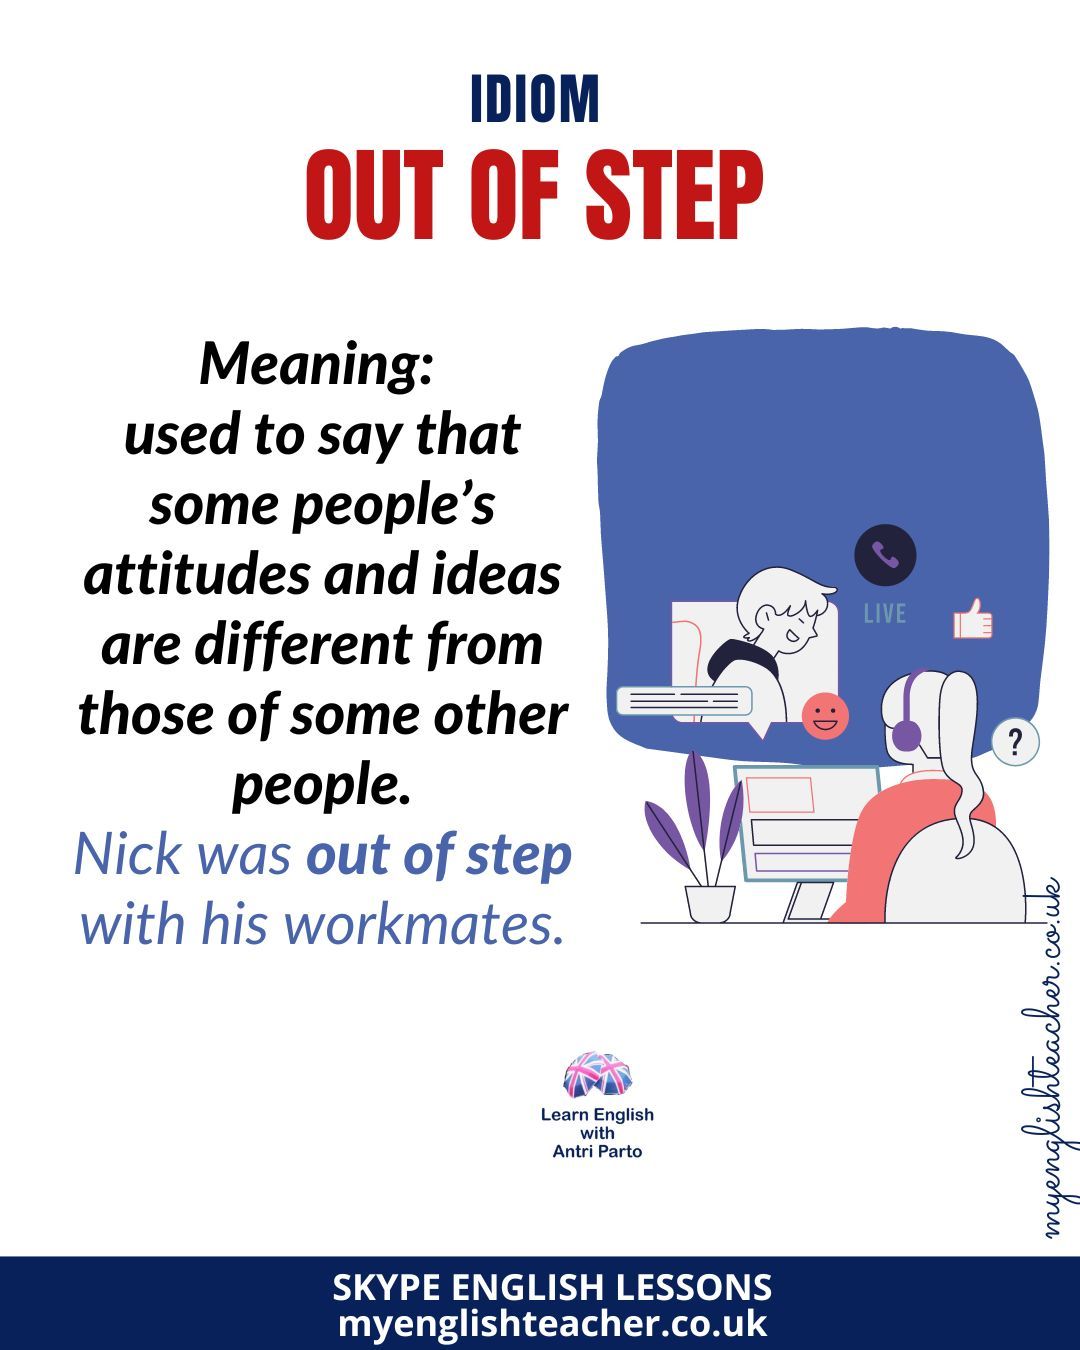 IDIOM
OUT OF STEP
Meaning:
used to say that
some people’s
attitudes and ideas
are different from
those of some other
people.
Nick was out of step
with his workmates.
LIVE
?
myenglishteacher.co.uk
Learn English
with
Antri Parto
SKYPE ENGLISH LESSONS
myenglishteacher.co.uk